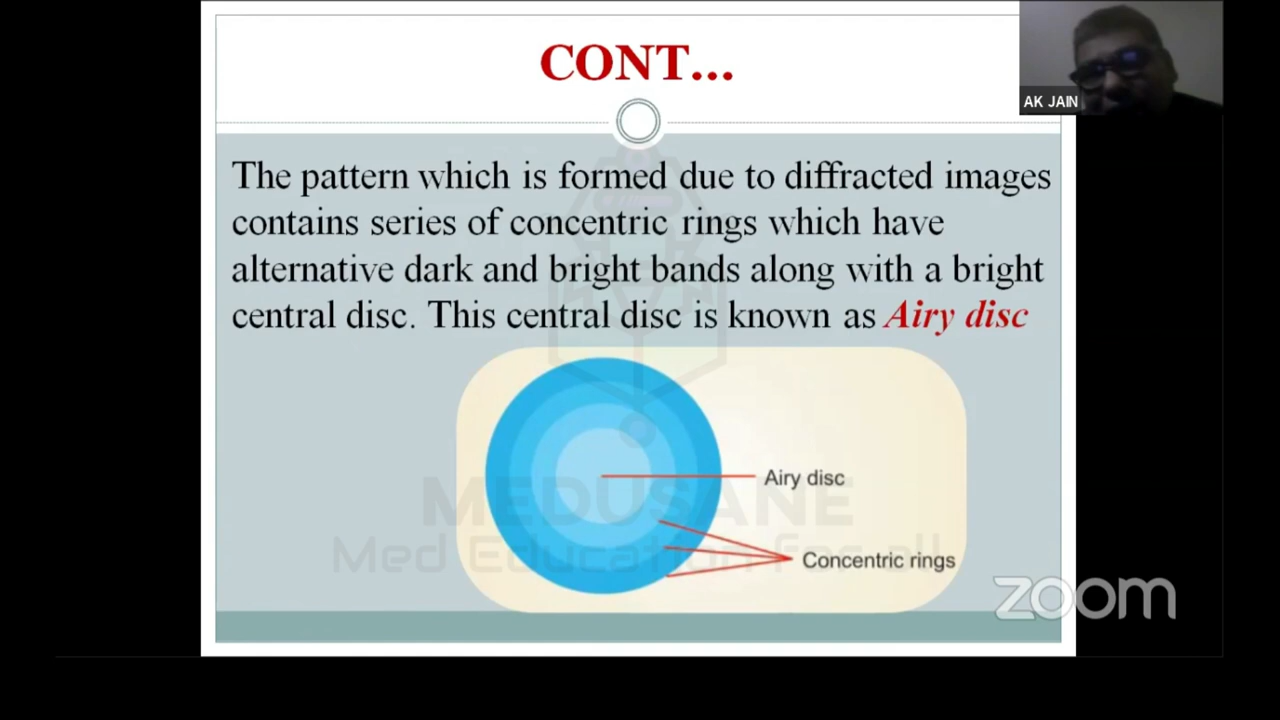 CONT...
AK JAIN
The pattern which is formed due to diffracted images
contains series of concentric rings which have
alternative dark and bright bands along with a bright
central disc. This central disc is known as Airy disc
Airy disc
Concentric rings
MEDUSANE
Med Education for all
zoom